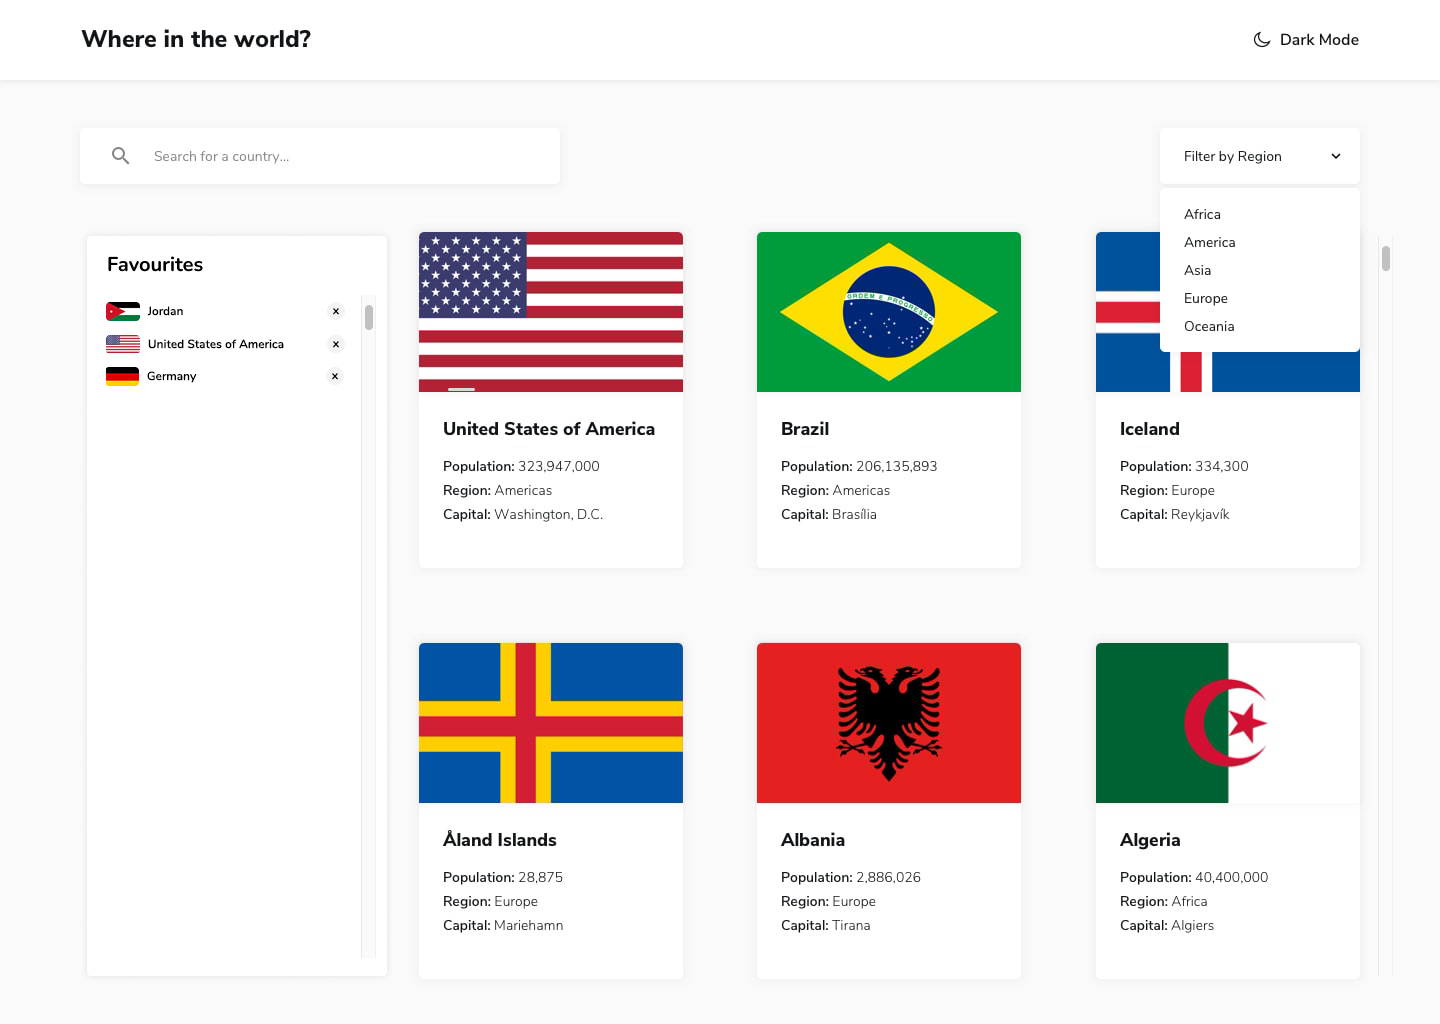 Where in the world?
Dark Mode
Search for a country…
Filter by Region
Africa
America
Asia
Europe
Oceania
Favourites
Jordan ×
United States of America ×
Germany ×
ORDEM E PROGRESSO
United States of America
Population: 323,947,000
Region: Americas
Capital: Washington, D.C.
Brazil
Population: 206,135,893
Region: Americas
Capital: Brasília
Iceland
Population: 334,300
Region: Europe
Capital: Reykjavík
Åland Islands
Population: 28,875
Region: Europe
Capital: Mariehamn
Albania
Population: 2,886,026
Region: Europe
Capital: Tirana
Algeria
Population: 40,400,000
Region: Africa
Capital: Algiers